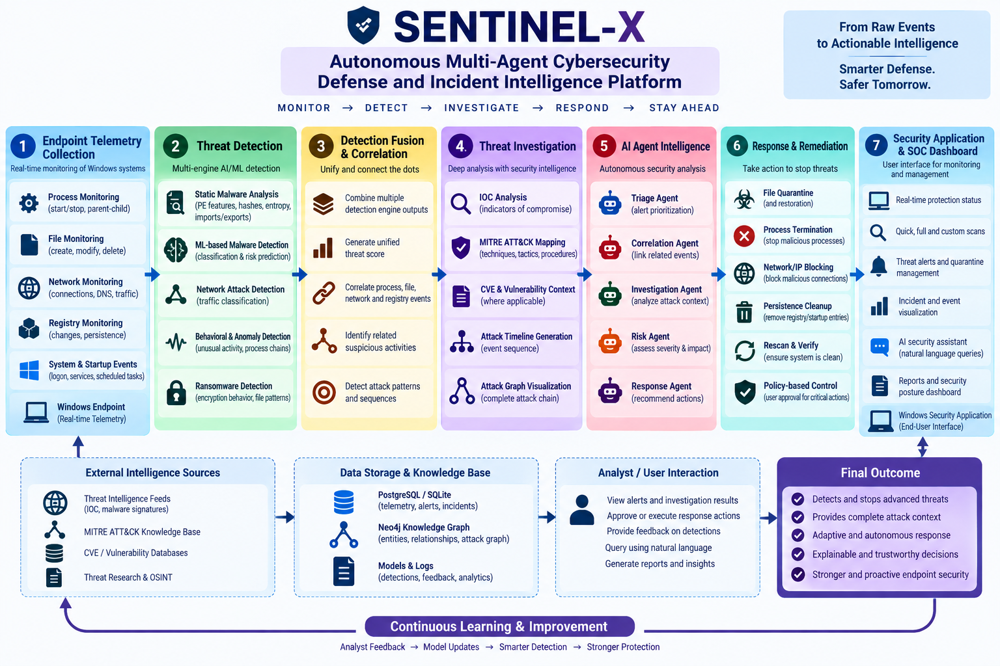 SENTINEL-X
Autonomous Multi-Agent Cybersecurity
Defense and Incident Intelligence Platform
MONITOR → DETECT → INVESTIGATE → RESPOND → STAY AHEAD
From Raw Events
to Actionable Intelligence
Smarter Defense.
Safer Tomorrow.
1 Endpoint Telemetry
Collection
Real-time monitoring of Windows systems
Process Monitoring
(start/stop, parent-child)
File Monitoring
(create, modify, delete)
Network Monitoring
(connections, DNS, traffic)
Registry Monitoring
(changes, persistence)
System & Startup Events
(logon, services, scheduled tasks)
Windows Endpoint
(Real-time Telemetry)
2 Threat Detection
Multi-engine AI/ML detection
Static Malware Analysis
(PE features, hashes, entropy,
imports/exports)
ML-based Malware Detection
(classification & risk prediction)
Network Attack Detection
(traffic classification)
Behavioral & Anomaly Detection
(unusual activity, process chains)
Ransomware Detection
(encryption behavior, file patterns)
3 Detection Fusion
& Correlation
Unify and connect the dots
Combine multiple
detection engine outputs
Generate unified
threat score
Correlate process, file,
network and registry events
Identify related
suspicious activities
Detect attack patterns
and sequences
4. Threat Investigation
Deep analysis with security intelligence
IOC Analysis
(indicators of compromise)
MITRE ATT&CK Mapping
(techniques, tactics, procedures)
CVE & Vulnerability Context
(where applicable)
Attack Timeline Generation
(event sequence)
Attack Graph Visualization
(complete attack chain)
5 AI Agent Intelligence
Autonomous security analysis
Triage Agent
(alert prioritization)
Correlation Agent
(link related events)
Investigation Agent
(analyze attack context)
Risk Agent
(assess severity & impact)
Response Agent
(recommend actions)
6 Response & Remediation
Take action to stop threats
File Quarantine
(and restoration)
Process Termination
(stop malicious processes)
Network/IP Blocking
(block malicious connections)
Persistence Cleanup
(remove registry/startup entries)
Rescan & Verify
(ensure system is clean)
Policy-based Control
(user approval for critical actions)
7 Security Application
& SOC Dashboard
User interface for monitoring
and management
Real-time protection status
Quick, full and custom scans
Threat alerts and quarantine
management
Incident and event
visualization
AI security assistant
(natural language queries)
Reports and security
posture dashboard
Windows Security Application
(End-User Interface)
External Intelligence Sources
Threat Intelligence Feeds
(IOC, malware signatures)
MITRE ATT&CK Knowledge Base
CVE / Vulnerability Databases
Threat Research & OSINT
Data Storage & Knowledge Base
PostgreSQL / SQLite
(telemetry, alerts, incidents)
Neo4j Knowledge Graph
(entities, relationships, attack graph)
Models & Logs
(detections, feedback, analytics)
Analyst / User Interaction
View alerts and investigation results
Approve or execute response actions
Provide feedback on detections
Query using natural language
Generate reports and insights
Final Outcome
Detects and stops advanced threats
Provides complete attack context
Adaptive and autonomous response
Explainable and trustworthy decisions
Stronger and proactive endpoint security
Continuous Learning & Improvement
Analyst Feedback → Model Updates → Smarter Detection → Stronger Protection